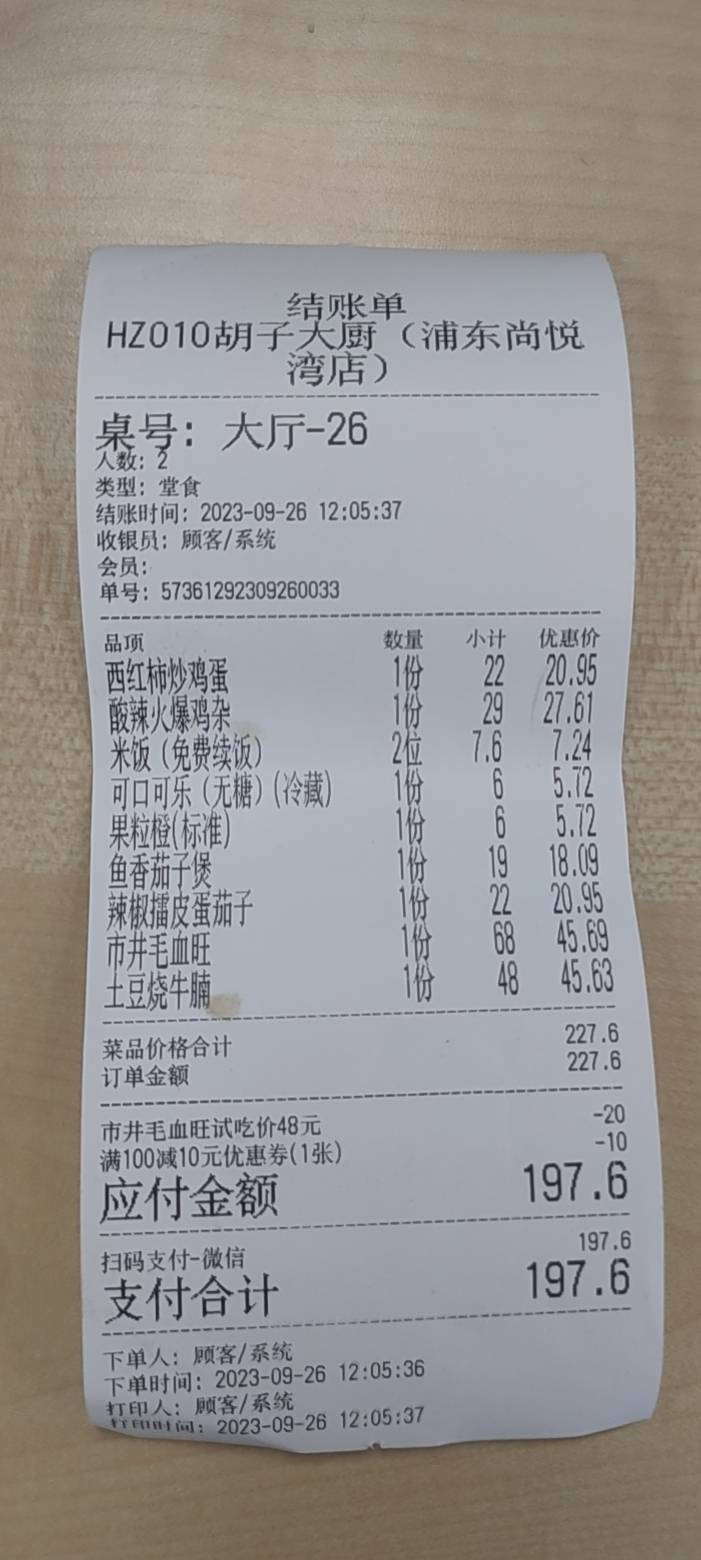 结账单
HZ010胡子大厨（浦东尚悦
湾店）
桌号: 大厅-26
人数: 2
类型: 堂食
结账时间: 2023-09-26 12:05:37
收银员: 顾客/系统
会员:
单号: 57361292309260033
品项 数量 小计 优惠价
西红柿炒鸡蛋 1份 22 20.95
酸辣火爆鸡杂 1份 29 27.61
米饭（免费续饭） 2位 7.6 7.24
可口可乐（无糖）(冷藏) 1份 6 5.72
果粒橙(标准) 1份 6 5.72
鱼香茄子煲 1份 19 18.09
辣椒擂皮蛋茄子 1份 22 20.95
市井毛血旺 1份 68 45.69
土豆烧牛腩 1份 48 45.63
菜品价格合计 227.6
订单金额 227.6
市井毛血旺试吃价48元 -20
满100减10元优惠券(1张) -10
应付金额 197.6
扫码支付-微信 197.6
支付合计 197.6
下单人: 顾客/系统
下单时间: 2023-09-26 12:05:36
打印人: 顾客/系统
打印时间: 2023-09-26 12:05:37